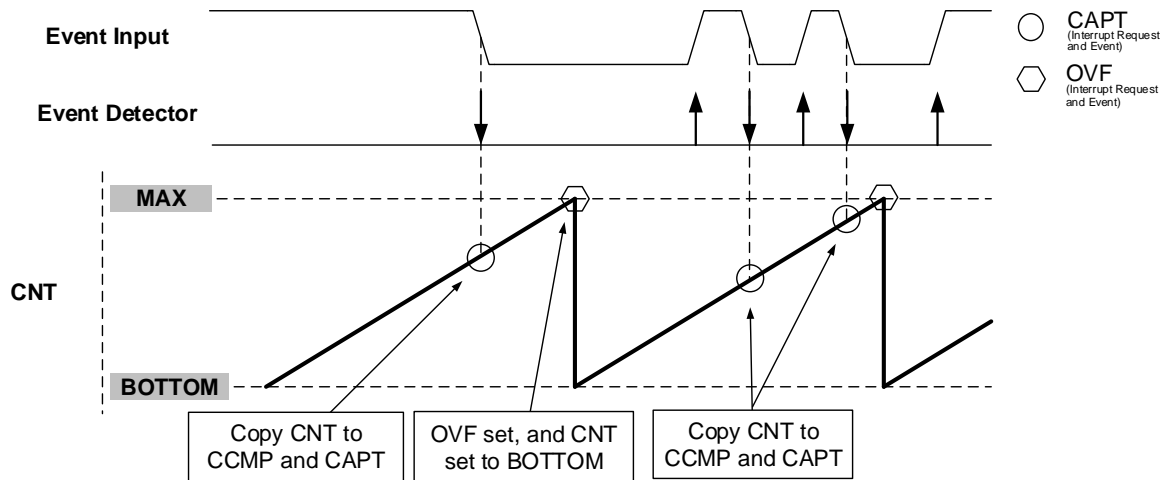 Event Input
CAPT
(Interrupt Request
and Event)
OVF
(Interrupt Request
and Event)
Event Detector
MAX
CNT
BOTTOM
Copy CNT to
CCMP and CAPT
OVF set, and CNT
set to BOTTOM
Copy CNT to
CCMP and CAPT